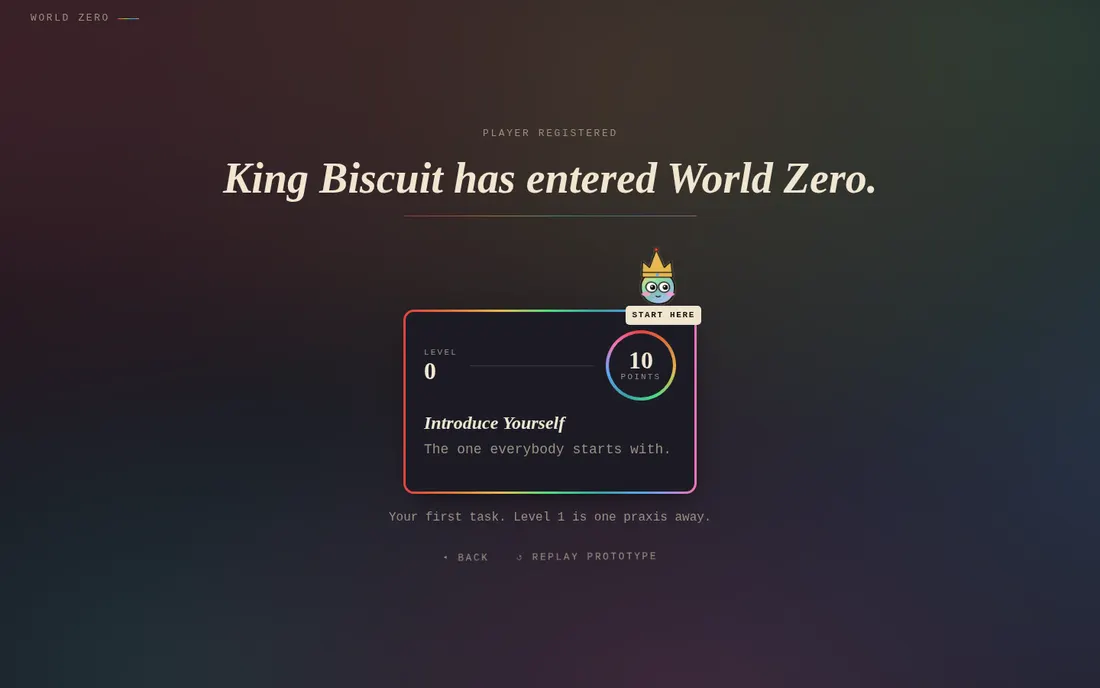 WORLD ZERO
PLAYER REGISTERED
King Biscuit has entered World Zero.
START HERE
LEVEL
0
10
POINTS
Introduce Yourself
The one everybody starts with.
Your first task. Level 1 is one praxis away.
• BACK
↺ REPLAY PROTOTYPE